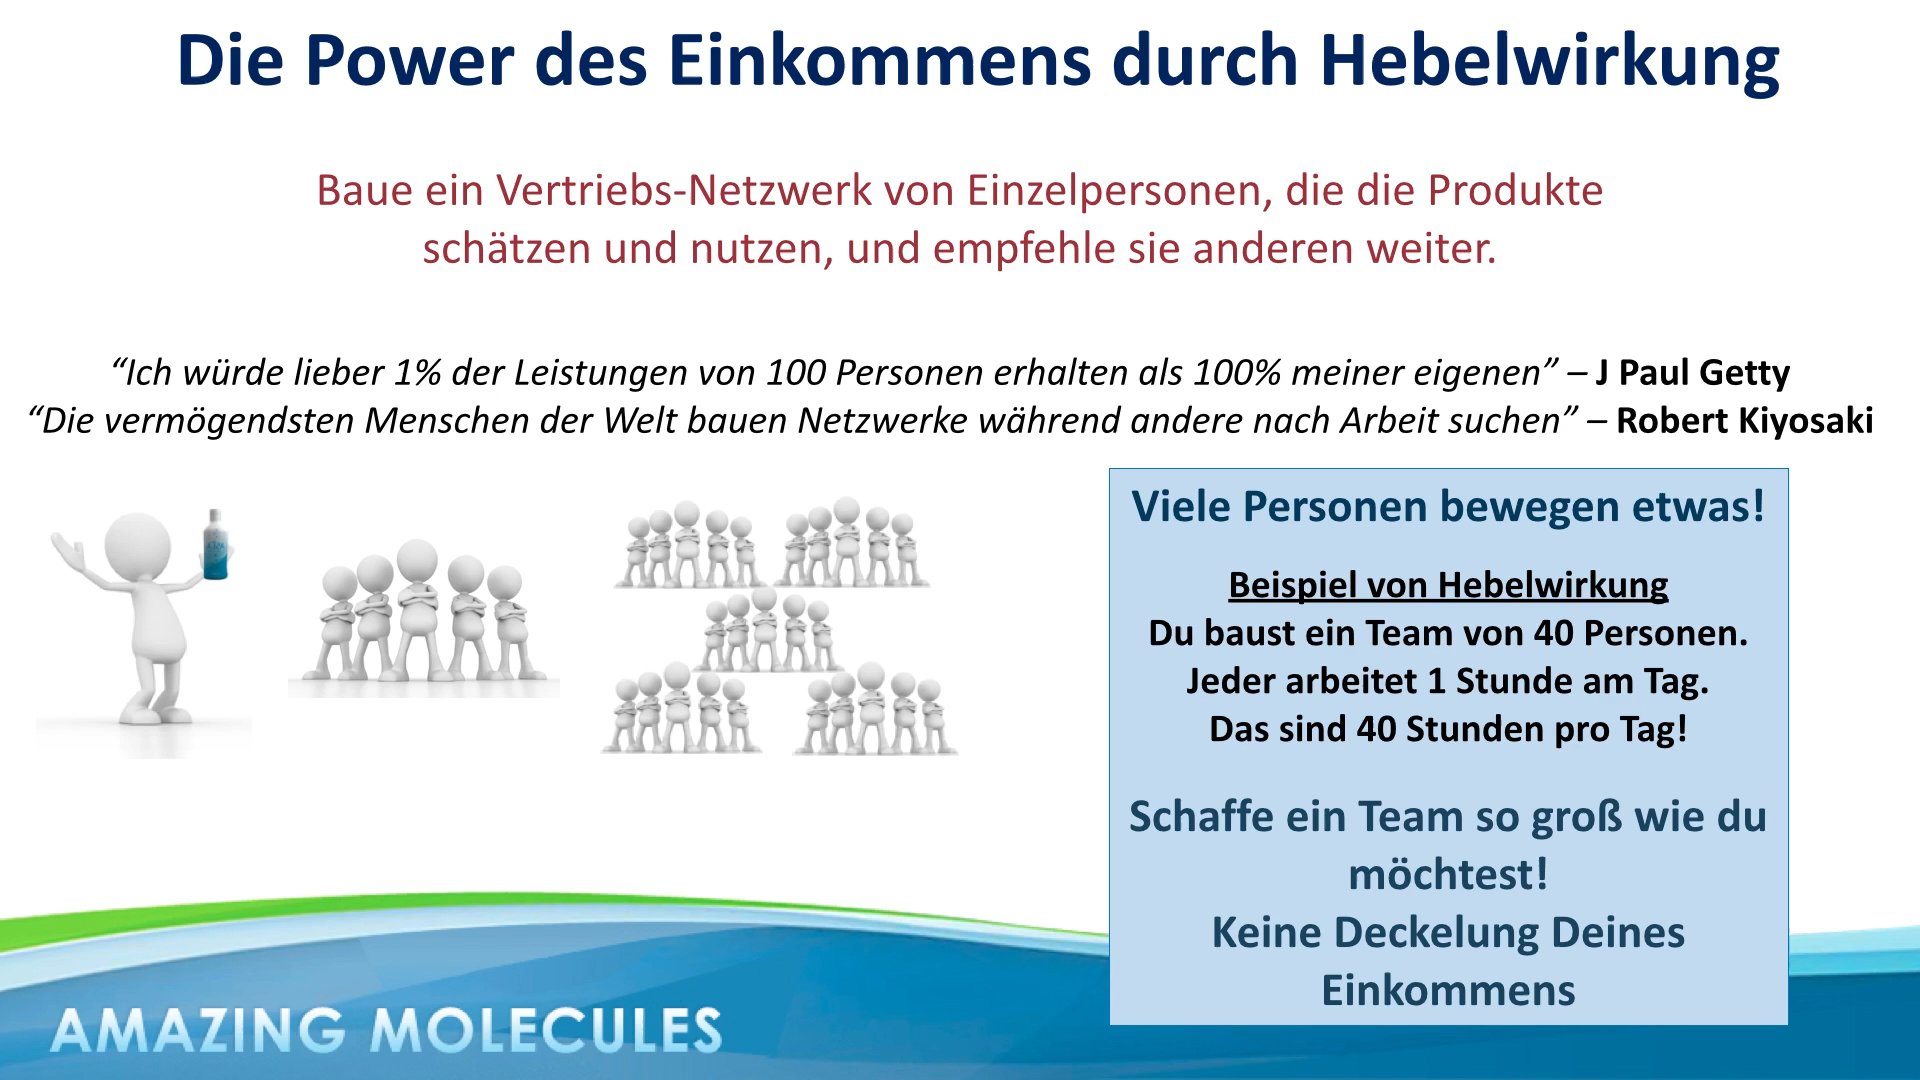 Die Power des Einkommens durch Hebelwirkung
Baue ein Vertriebs-Netzwerk von Einzelpersonen, die die Produkte
schätzen und nutzen, und empfehle sie anderen weiter.
“Ich würde lieber 1% der Leistungen von 100 Personen erhalten als 100% meiner eigenen” – J Paul Getty
“Die vermögendsten Menschen der Welt bauen Netzwerke während andere nach Arbeit suchen” – Robert Kiyosaki
Viele Personen bewegen etwas!
Beispiel von Hebelwirkung
Du baust ein Team von 40 Personen.
Jeder arbeitet 1 Stunde am Tag.
Das sind 40 Stunden pro Tag!
Schaffe ein Team so groß wie du
möchtest!
Keine Deckelung Deines
Einkommens
AMAZING MOLECULES